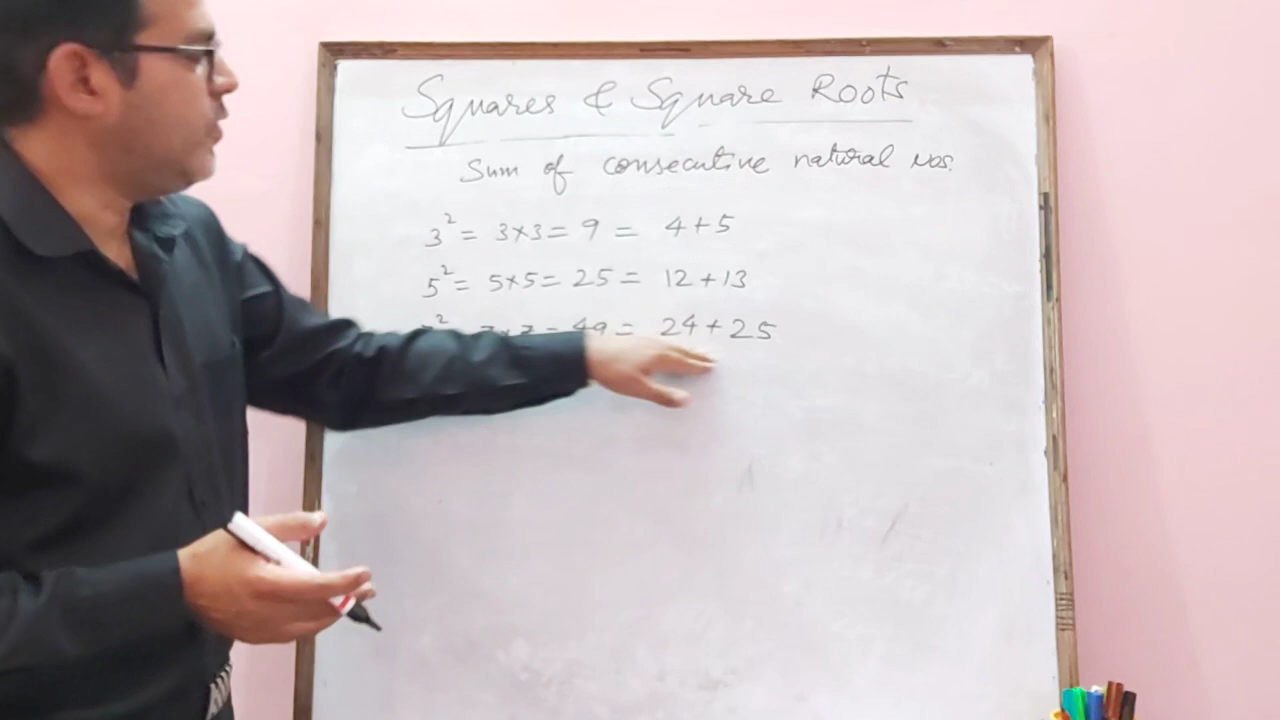 Squares & Square Roots
Sum of consecutive natural nos.
3² = 3×3 = 9 = 4+5
5² = 5×5 = 25 = 12+13
7² = 7×7 = 49 = 24+25